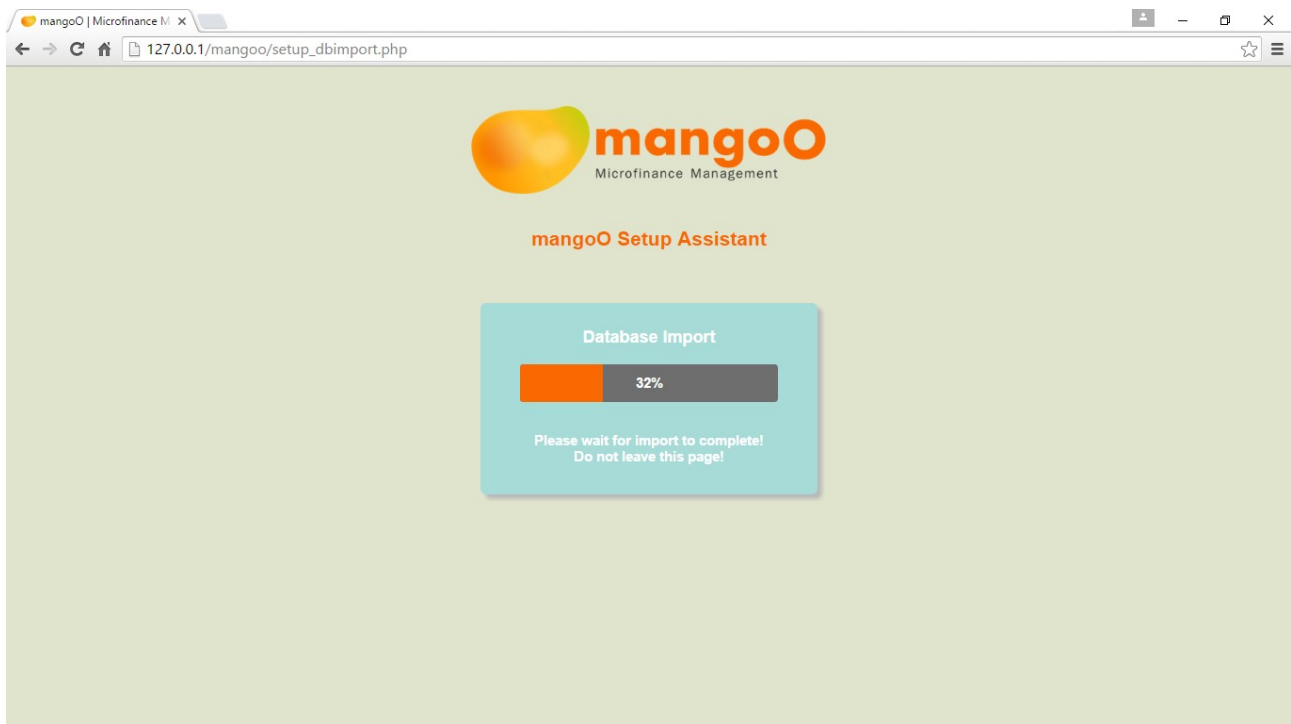 mangoO | Microfinance M
127.0.0.1/mangoo/setup_dbimport.php
mangoO
Microfinance Management
mangoO Setup Assistant
Database Import
32%
Please wait for import to complete!
Do not leave this page!